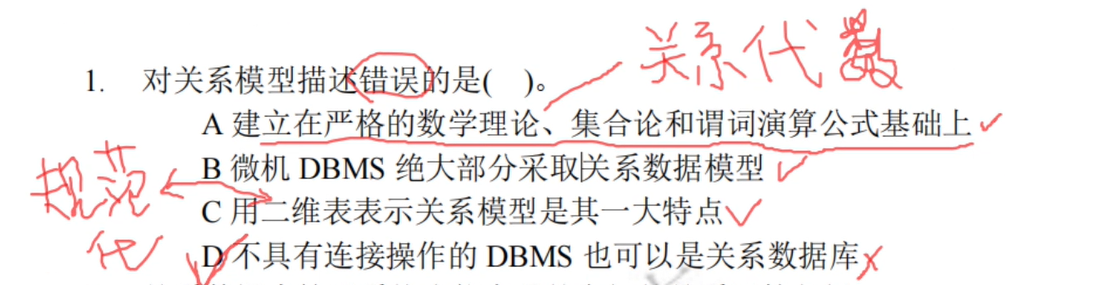 关系代数
1. 对关系模型描述错误的是( )。
A 建立在严格的数学理论、集合论和谓词演算公式基础上
B 微机 DBMS 绝大部分采取关系数据模型
规范化
C 用二维表表示关系模型是其一大特点
D 不具有连接操作的 DBMS 也可以是关系数据库